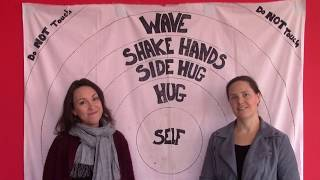 Do NOT Touch
Do NOT Touch
WAVE
SHAKE HANDS
SIDE HUG
HUG
SELF